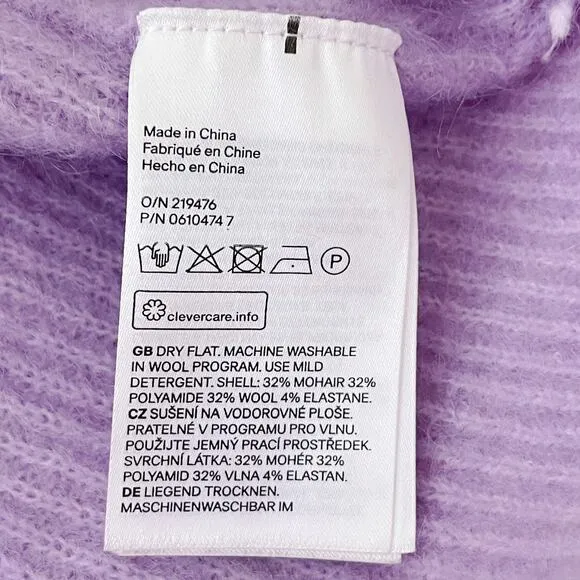 Made in China
Fabriqué en Chine
Hecho en China
O/N 219476
P/N 0610474 7
P
clevercare.info
GB DRY FLAT. MACHINE WASHABLE
IN WOOL PROGRAM. USE MILD
DETERGENT. SHELL: 32% MOHAIR 32%
POLYAMIDE 32% WOOL 4% ELASTANE.
CZ SUŠENÍ NA VODOROVNÉ PLOŠE.
PRATELNÉ V PROGRAMU PRO VLNU.
POUŽIJTE JEMNÝ PRACÍ PROSTŘEDEK.
SVRCHNÍ LÁTKA: 32% MOHÉR 32%
POLYAMID 32% VLNA 4% ELASTAN.
DE LIEGEND TROCKNEN.
MASCHINENWASCHBAR IM